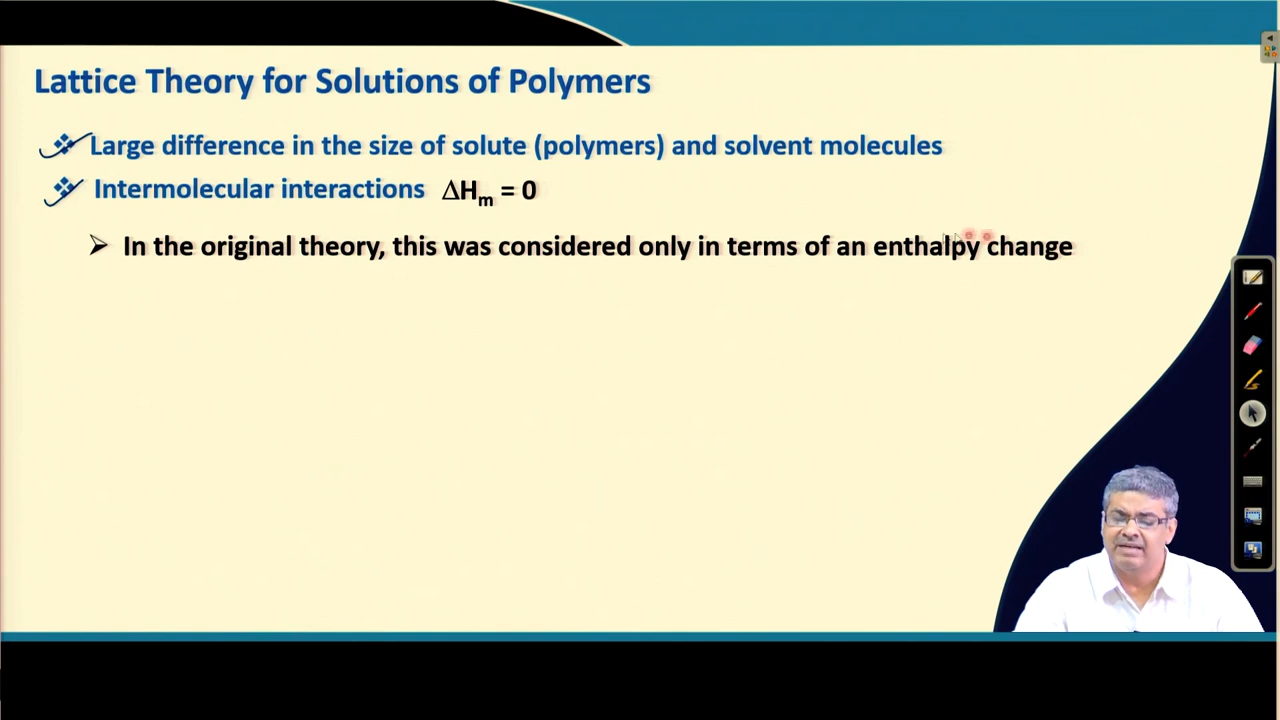 Lattice Theory for Solutions of Polymers
Large difference in the size of solute (polymers) and solvent molecules
Intermolecular interactions ΔHm = 0
In the original theory, this was considered only in terms of an enthalpy change